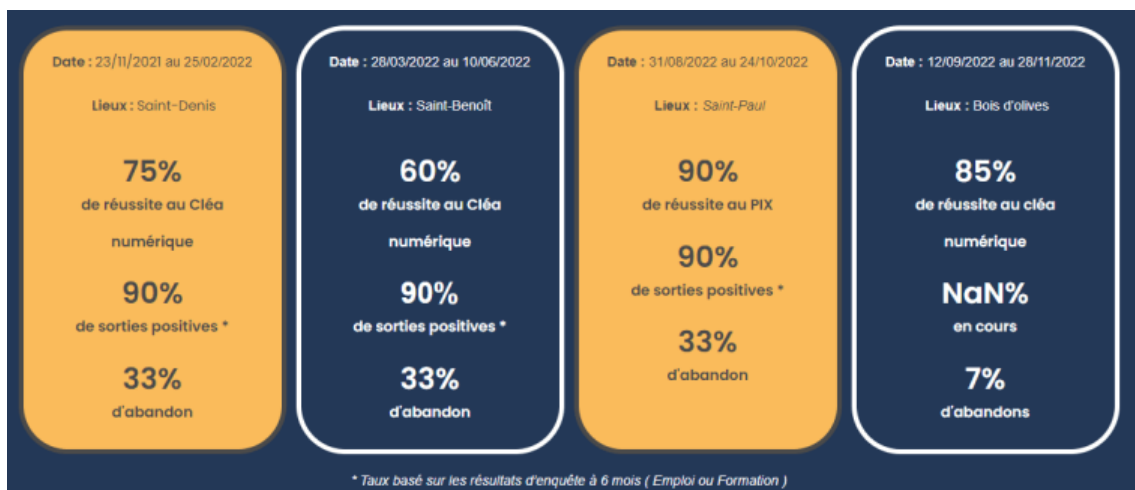 Date : 23/11/2021 au 25/02/2022
Lieux : Saint-Denis
75%
de réussite au Cléa
numérique
90%
de sorties positives *
33%
d'abandon
Date : 28/03/2022 au 10/06/2022
Lieux : Saint-Benoît
60%
de réussite au Cléa
numérique
90%
de sorties positives *
33%
d'abandon
Date : 31/08/2022 au 24/10/2022
Lieux : Saint-Paul
90%
de réussite au PIX
90%
de sorties positives *
33%
d'abandon
Date : 12/09/2022 au 28/11/2022
Lieux : Bois d'olives
85%
de réussite au cléa
numérique
NaN%
en cours
7%
d'abandons
* Taux basé sur les résultats d'enquête à 6 mois ( Emploi ou Formation )